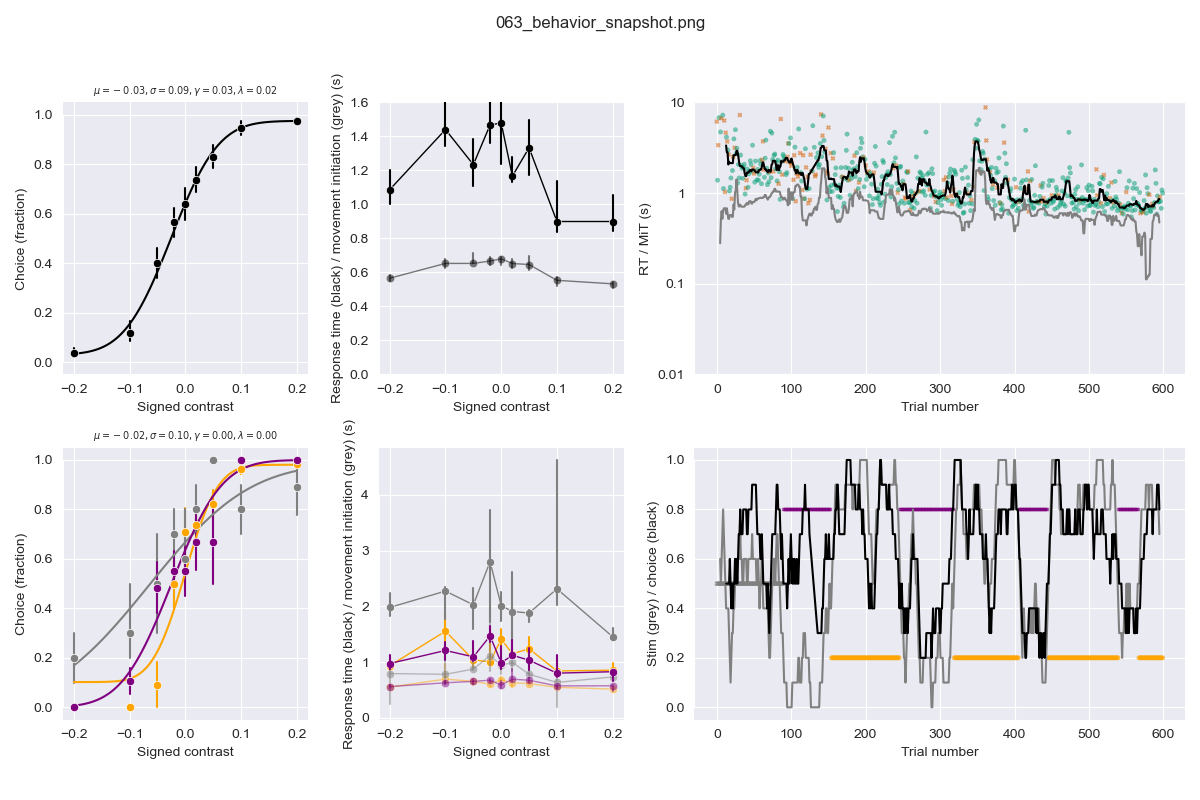 063_behavior_snapshot.png
μ = − 0.03, σ = 0.09, γ = 0.03, λ = 0.02
Choice (fraction)
1.0
0.8
0.6
0.4
0.2
0.0
−0.2 −0.1 0.0 0.1 0.2
Signed contrast
Response time (black) / movement initiation (grey) (s)
1.6
1.4
1.2
1.0
0.8
0.6
0.4
0.2
0.0
−0.2 −0.1 0.0 0.1 0.2
Signed contrast
RT / MiT (s)
10
1
0.1
0.01
0 100 200 300 400 500 600
Trial number
μ = − 0.02, σ = 0.10, γ = 0.00, λ = 0.00
Choice (fraction)
1.0
0.8
0.6
0.4
0.2
0.0
−0.2 −0.1 0.0 0.1 0.2
Signed contrast
Response time (black) / movement initiation (grey) (s)
4
3
2
1
0
−0.2 −0.1 0.0 0.1 0.2
Signed contrast
Stim (grey) / choice (black)
1.0
0.8
0.6
0.4
0.2
0.0
0 100 200 300 400 500 600
Trial number